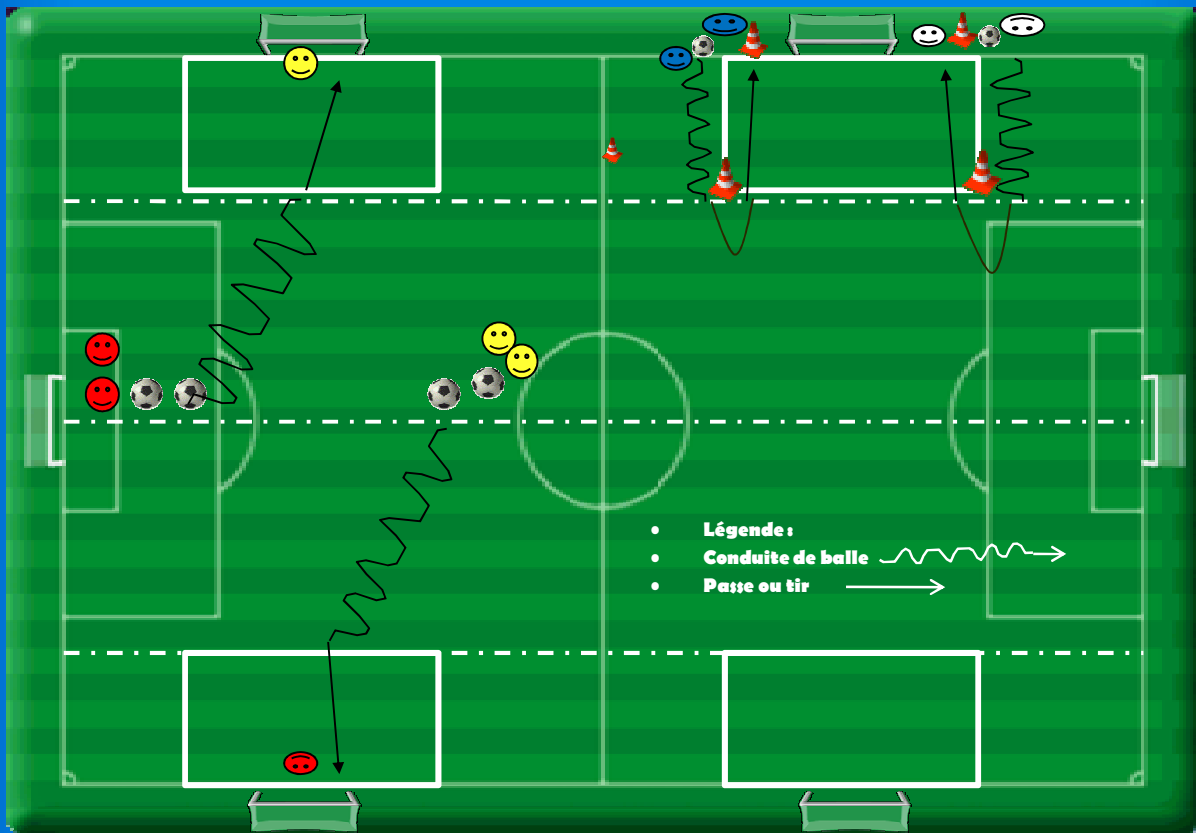 • Légende :
• Conduite de balle
• Passe ou tir